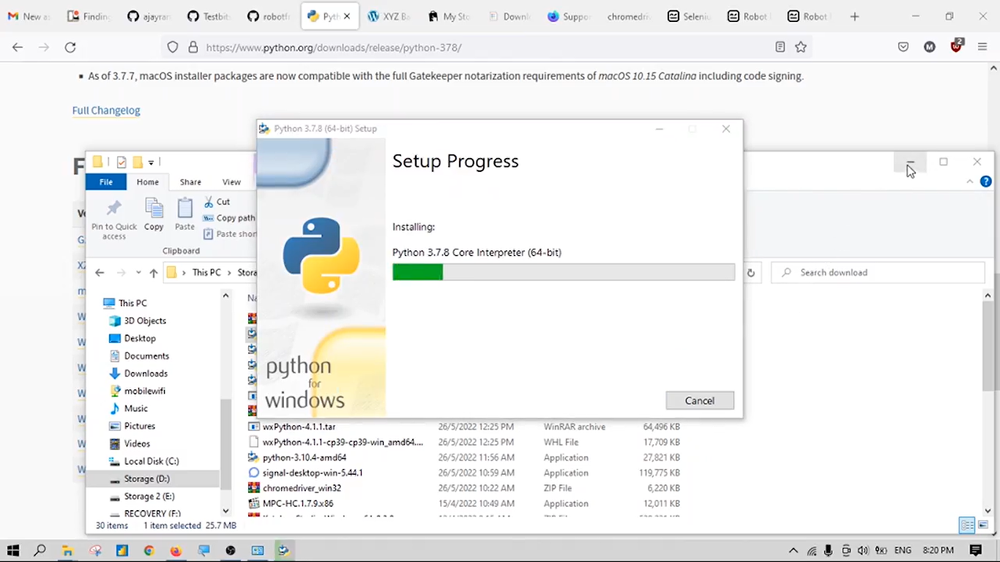 New a
Finding
ajayran
Testbit
robotf
Pyth
XYZ Ba
My Sto
Downl
Suppo
chromedri
Seleniu
Robot
Robot
https://www.python.org/downloads/release/python-378/
2
As of 3.7.7, macOS installer packages are now compatible with the full Gatekeeper notarization requirements of macOS 10.15 Catalina including code signing.
Full Changelog
Python 3.7.8 (64-bit) Setup
Setup Progress
Installing:
Python 3.7.8 Core Interpreter (64-bit)
python
for
windows
Cancel
F
File
Home
Share
View
Pin to Quick
access
Copy
Paste
Cut
Copy path
Paste shor
Clipboard
This PC
Stora
Search download
This PC
3D Objects
Desktop
Documents
Downloads
mobilewifi
Music
Pictures
Videos
Local Disk (C:)
Storage (D:)
Storage 2 (E:)
RECOVERY (F:)
Na
wxPython-4.1.1.tar 26/5/2022 12:25 PM WinRAR archive 64,496 KB
wxPython-4.1.1-cp39-cp39-win_amd64.... 26/5/2022 12:25 PM WHL File 17,709 KB
python-3.10.4-amd64 26/5/2022 11:56 AM Application 27,821 KB
signal-desktop-win-5.44.1 26/5/2022 10:59 AM Application 119,775 KB
chromedriver_win32 26/5/2022 10:22 AM ZIP File 6,220 KB
MPC-HC.1.7.9.x86 15/4/2022 10:49 AM Application 12,011 KB
30 items 1 item selected 25.7 MB
ENG 8:20 PM